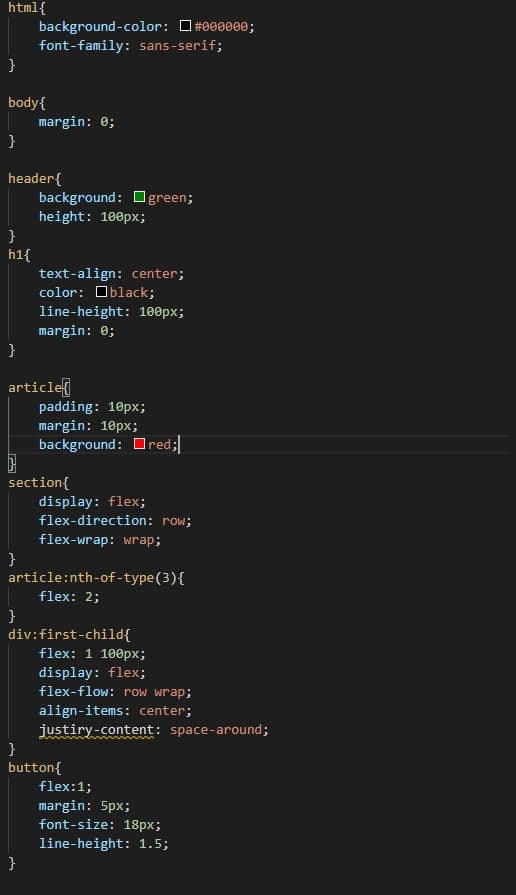 html{
    background-color: #000000;
    font-family: sans-serif;
}

body{
    margin: 0;
}

header{
    background: green;
    height: 100px;
}
h1{
    text-align: center;
    color: black;
    line-height: 100px;
    margin: 0;
}

article{
    padding: 10px;
    margin: 10px;
    background: red;
}
section{
    display: flex;
    flex-direction: row;
    flex-wrap: wrap;
}
article:nth-of-type(3){
    flex: 2;
}
div:first-child{
    flex: 1 100px;
    display: flex;
    flex-flow: row wrap;
    align-items: center;
    justiry-content: space-around;
}
button{
    flex:1;
    margin: 5px;
    font-size: 18px;
    line-height: 1.5;
}